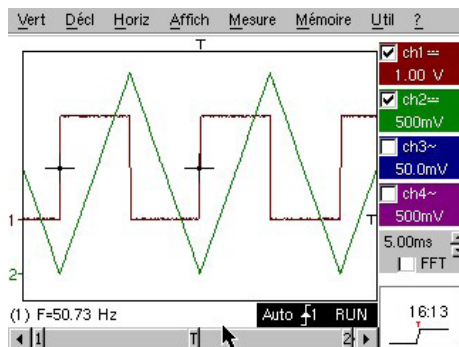 Vert Décl Horiz Affich Mesure Mémoire Util ?
T
ch1
1.00 V
ch2
500mV
ch3~
50.0mV
ch4~
500mV
1
T
5.00ms
FFT
2
(1) F=50.73 Hz
Auto 1 RUN
16:13
T
1 T 2